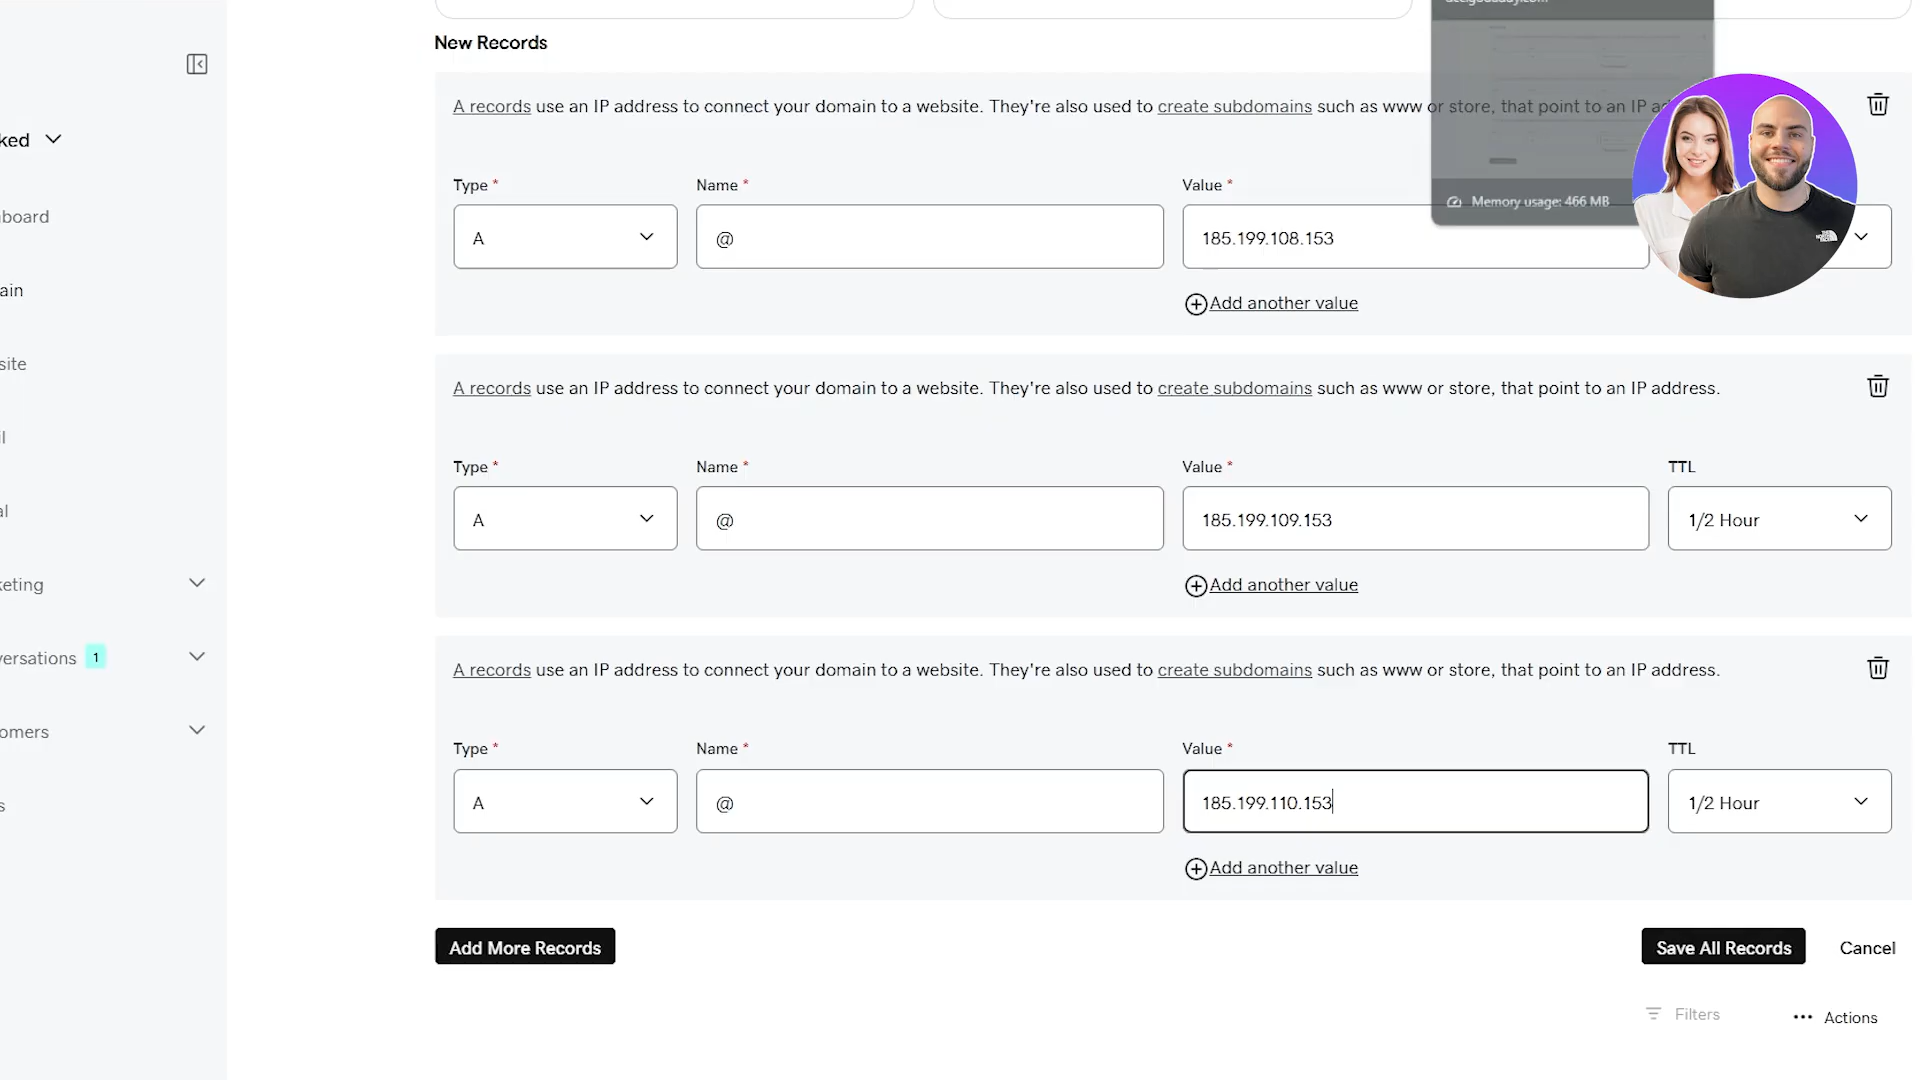 New Records
ked
board
ain
site
il
al
keting
versations 1
omers
s
A records use an IP address to connect your domain to a website. They're also used to create subdomains such as www or store, that point to an IP
Type *
Name *
Value *
A
@
185.199.108.153
Memory usage: 466 MB
Add another value
A records use an IP address to connect your domain to a website. They're also used to create subdomains such as www or store, that point to an IP address.
Type *
Name *
Value *
TTL
A
@
185.199.109.153
1/2 Hour
Add another value
A records use an IP address to connect your domain to a website. They're also used to create subdomains such as www or store, that point to an IP address.
Type *
Name *
Value *
TTL
A
@
185.199.110.153
1/2 Hour
Add another value
Add More Records
Save All Records
Cancel
Filters
Actions